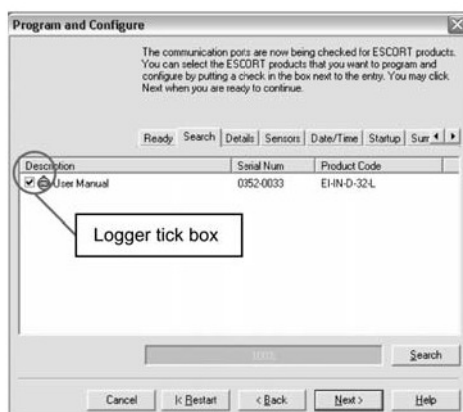 Program and Configure
The communication ports are now being checked for ESCORT products.
You can select the ESCORT products that you want to program and
configure by putting a check in the box next to the entry. You may click
Next when you are ready to continue.
Ready Search Details Sensors Date/Time Startup Sum
Description Serial Num Product Code
User Manual 0352-0033 EI-IN-D-32-L
Logger tick box
100%
Search
Cancel |< Restart < Back Next > Help